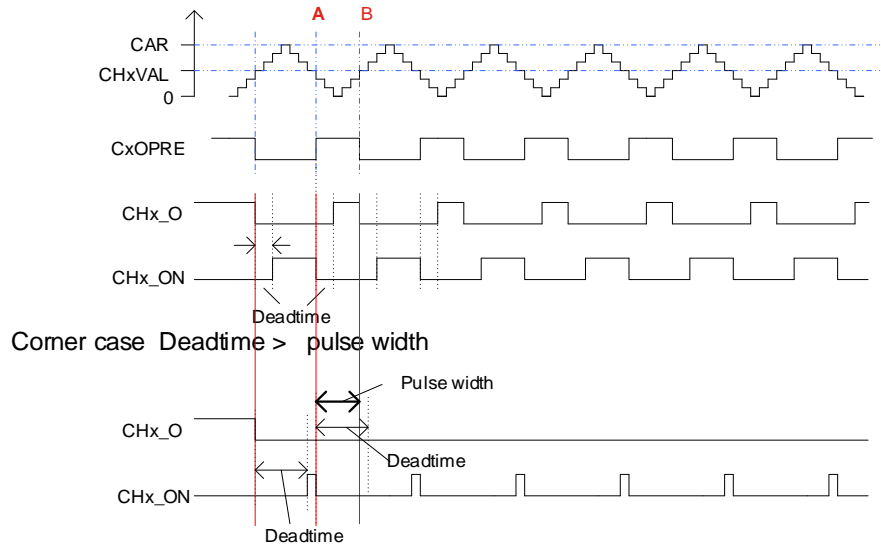 A B
CAR
CHxVAL
0
CxOPRE
CHx_O
CHx_ON
Deadtime
Corner case Deadtime > pulse width
Pulse width
CHx_O
Deadtime
CHx_ON
Deadtime